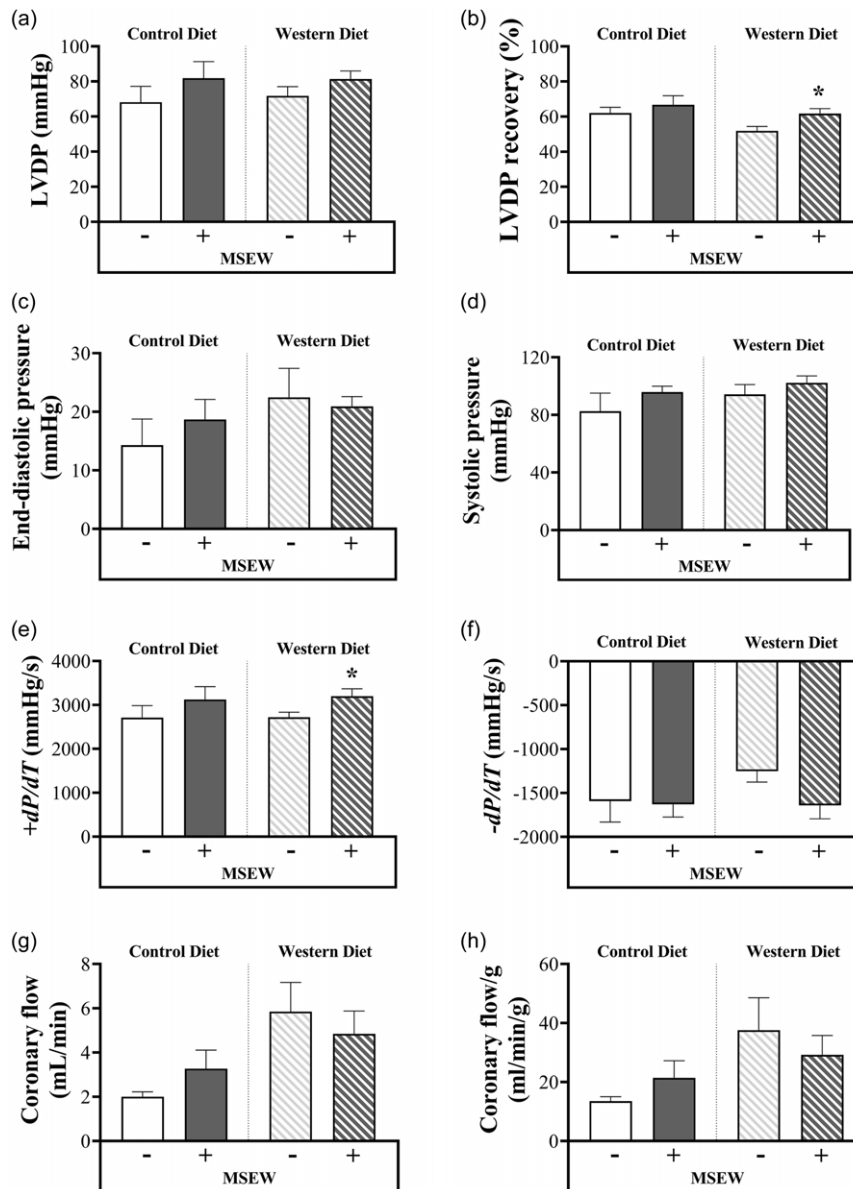 (a)
Control Diet Western Diet
LVDP (mmHg)
100
80
60
40
20
0
- + - +
MSEW
(b)
Control Diet Western Diet
LVDP recovery (%)
100
80
60
40
20
0
*
- + - +
MSEW
(c)
Control Diet Western Diet
End-diastolic pressure
(mmHg)
30
20
10
0
- + - +
MSEW
(d)
Control Diet Western Diet
Systolic pressure
(mmHg)
120
80
40
0
- + - +
MSEW
(e)
Control Diet Western Diet
+dP/dT (mmHg/s)
4000
3000
2000
1000
0
*
- + - +
MSEW
(f)
Control Diet Western Diet
-dP/dT (mmHg/s)
0
-500
-1000
-1500
-2000
- + - +
MSEW
(g)
Control Diet Western Diet
Coronary flow
(mL/min)
8
6
4
2
0
- + - +
MSEW
(h)
Control Diet Western Diet
Coronary flow/g
(ml/min/g)
60
40
20
0
- + - +
MSEW